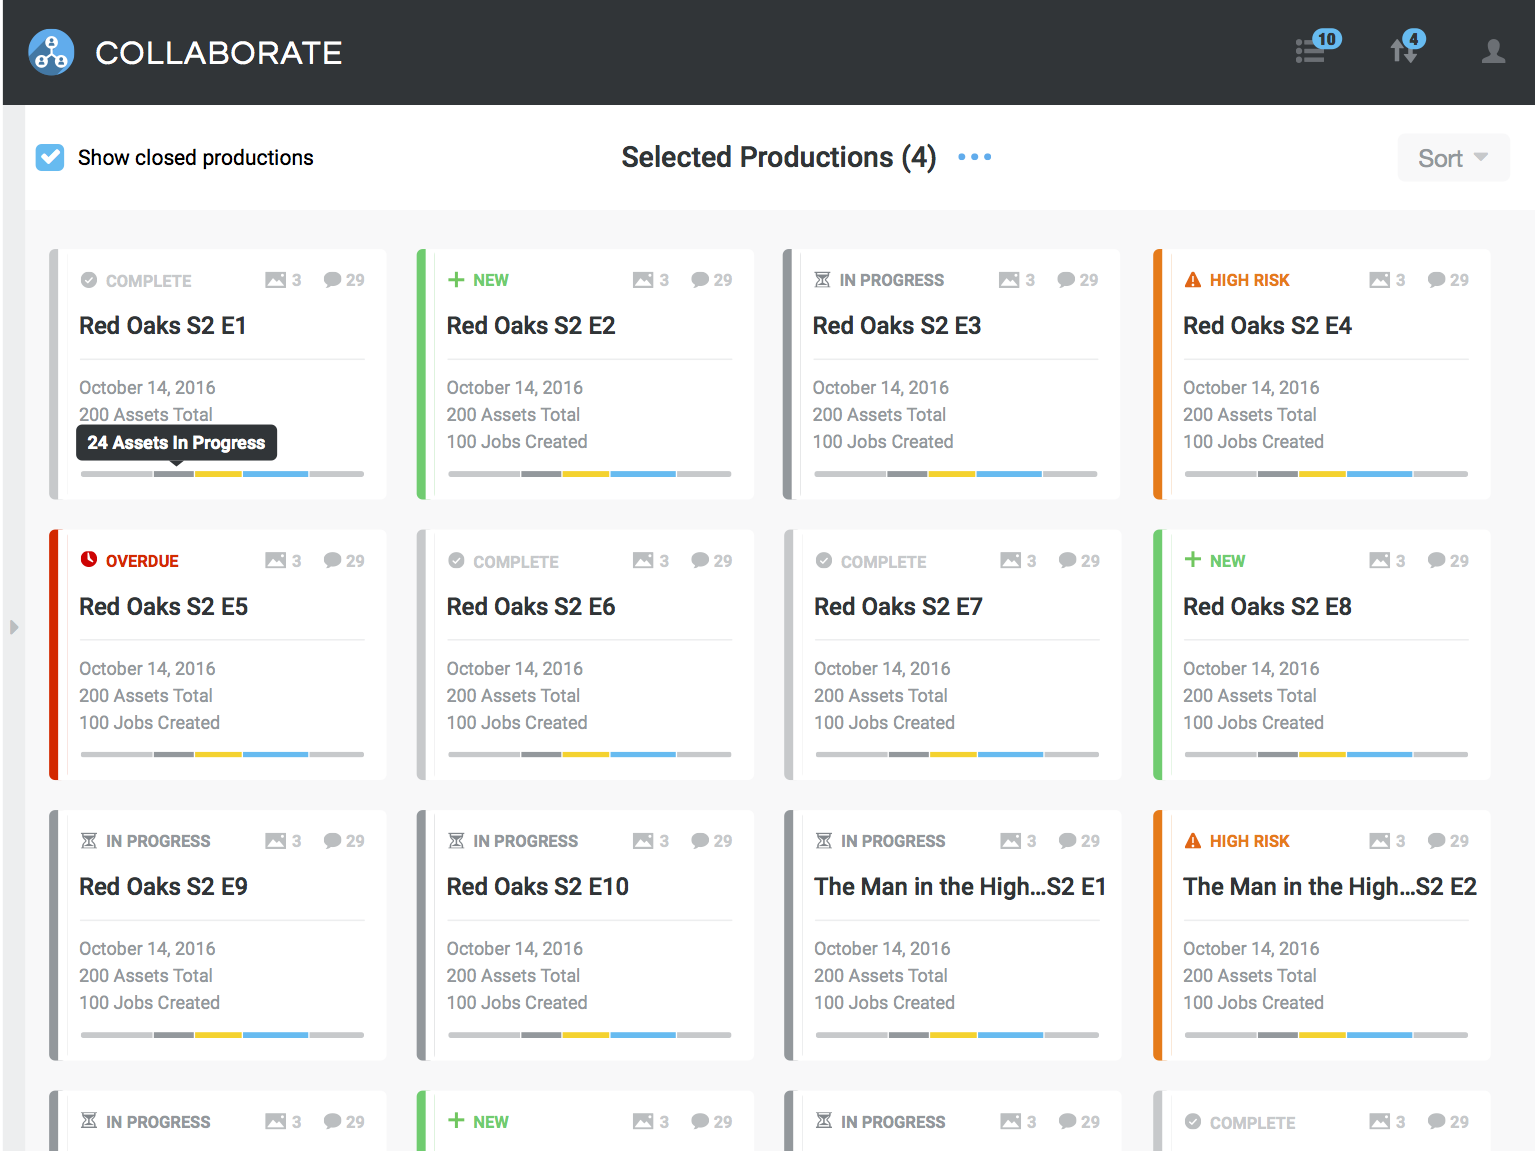 COLLABORATE
10
4
Show closed productions
Selected Productions (4)
Sort
COMPLETE 3 29
Red Oaks S2 E1
October 14, 2016
200 Assets Total
24 Assets In Progress
NEW 3 29
Red Oaks S2 E2
October 14, 2016
200 Assets Total
100 Jobs Created
IN PROGRESS 3 29
Red Oaks S2 E3
October 14, 2016
200 Assets Total
100 Jobs Created
HIGH RISK 3 29
Red Oaks S2 E4
October 14, 2016
200 Assets Total
100 Jobs Created
OVERDUE 3 29
Red Oaks S2 E5
October 14, 2016
200 Assets Total
100 Jobs Created
COMPLETE 3 29
Red Oaks S2 E6
October 14, 2016
200 Assets Total
100 Jobs Created
COMPLETE 3 29
Red Oaks S2 E7
October 14, 2016
200 Assets Total
100 Jobs Created
NEW 3 29
Red Oaks S2 E8
October 14, 2016
200 Assets Total
100 Jobs Created
IN PROGRESS 3 29
Red Oaks S2 E9
October 14, 2016
200 Assets Total
100 Jobs Created
IN PROGRESS 3 29
Red Oaks S2 E10
October 14, 2016
200 Assets Total
100 Jobs Created
IN PROGRESS 3 29
The Man in the High...S2 E1
October 14, 2016
200 Assets Total
100 Jobs Created
HIGH RISK 3 29
The Man in the High...S2 E2
October 14, 2016
200 Assets Total
100 Jobs Created
IN PROGRESS 3 29
NEW 3 29
IN PROGRESS 3 29
COMPLETE 3 29